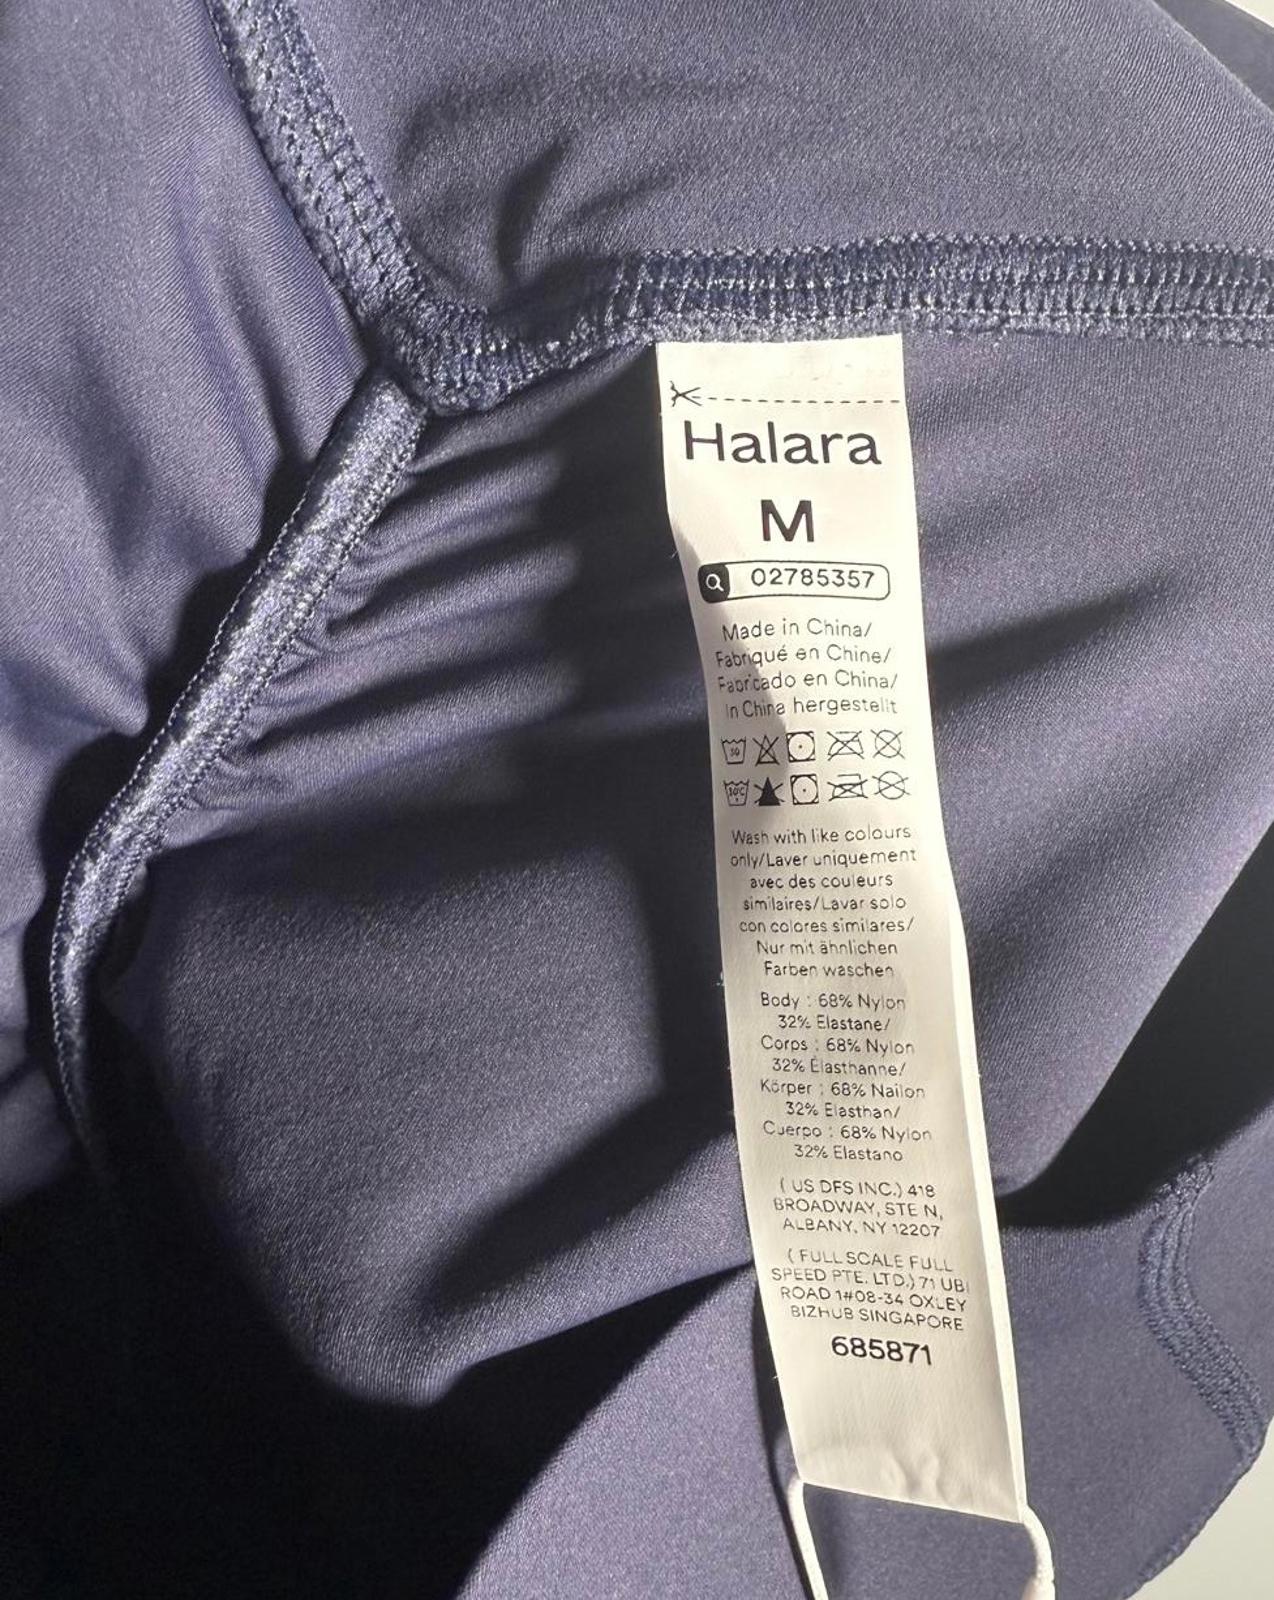 Halara
M
02785357
Made in China/
Fabriqué en Chine/
Fabricado en China/
In China hergestellt
30
30°C
Wash with like colours
only/Laver uniquement
avec des couleurs
similaires/Lavar solo
con colores similares/
Nur mit ähnlichen
Farben waschen
Body : 68% Nylon
32% Elastane/
Corps : 68% Nylon
32% Élasthanne/
Körper : 68% Nailon
32% Elasthan/
Cuerpo : 68% Nylon
32% Elastano
( US DFS INC.) 418
BROADWAY, STE N,
ALBANY, NY 12207
( FULL SCALE FULL
SPEED PTE. LTD.) 71 UBI
ROAD 1#08-34 OXLEY
BIZHUB SINGAPORE
685871